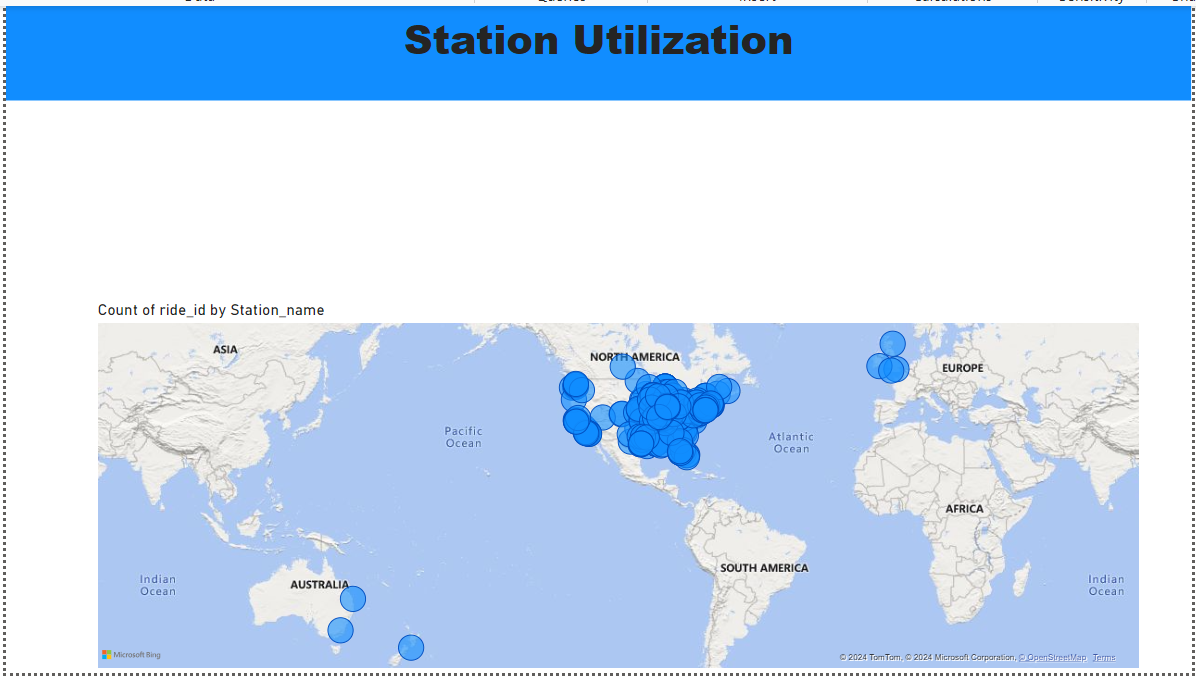 Station Utilization
Count of ride_id by Station_name
ASIA
NORTH AMERICA
EUROPE
Pacific
Ocean
Atlantic
Ocean
AFRICA
SOUTH AMERICA
AUSTRALIA
Indian
Ocean
Indian
Ocean
Microsoft Bing
© 2024 TomTom, © 2024 Microsoft Corporation, © OpenStreetMap Terms